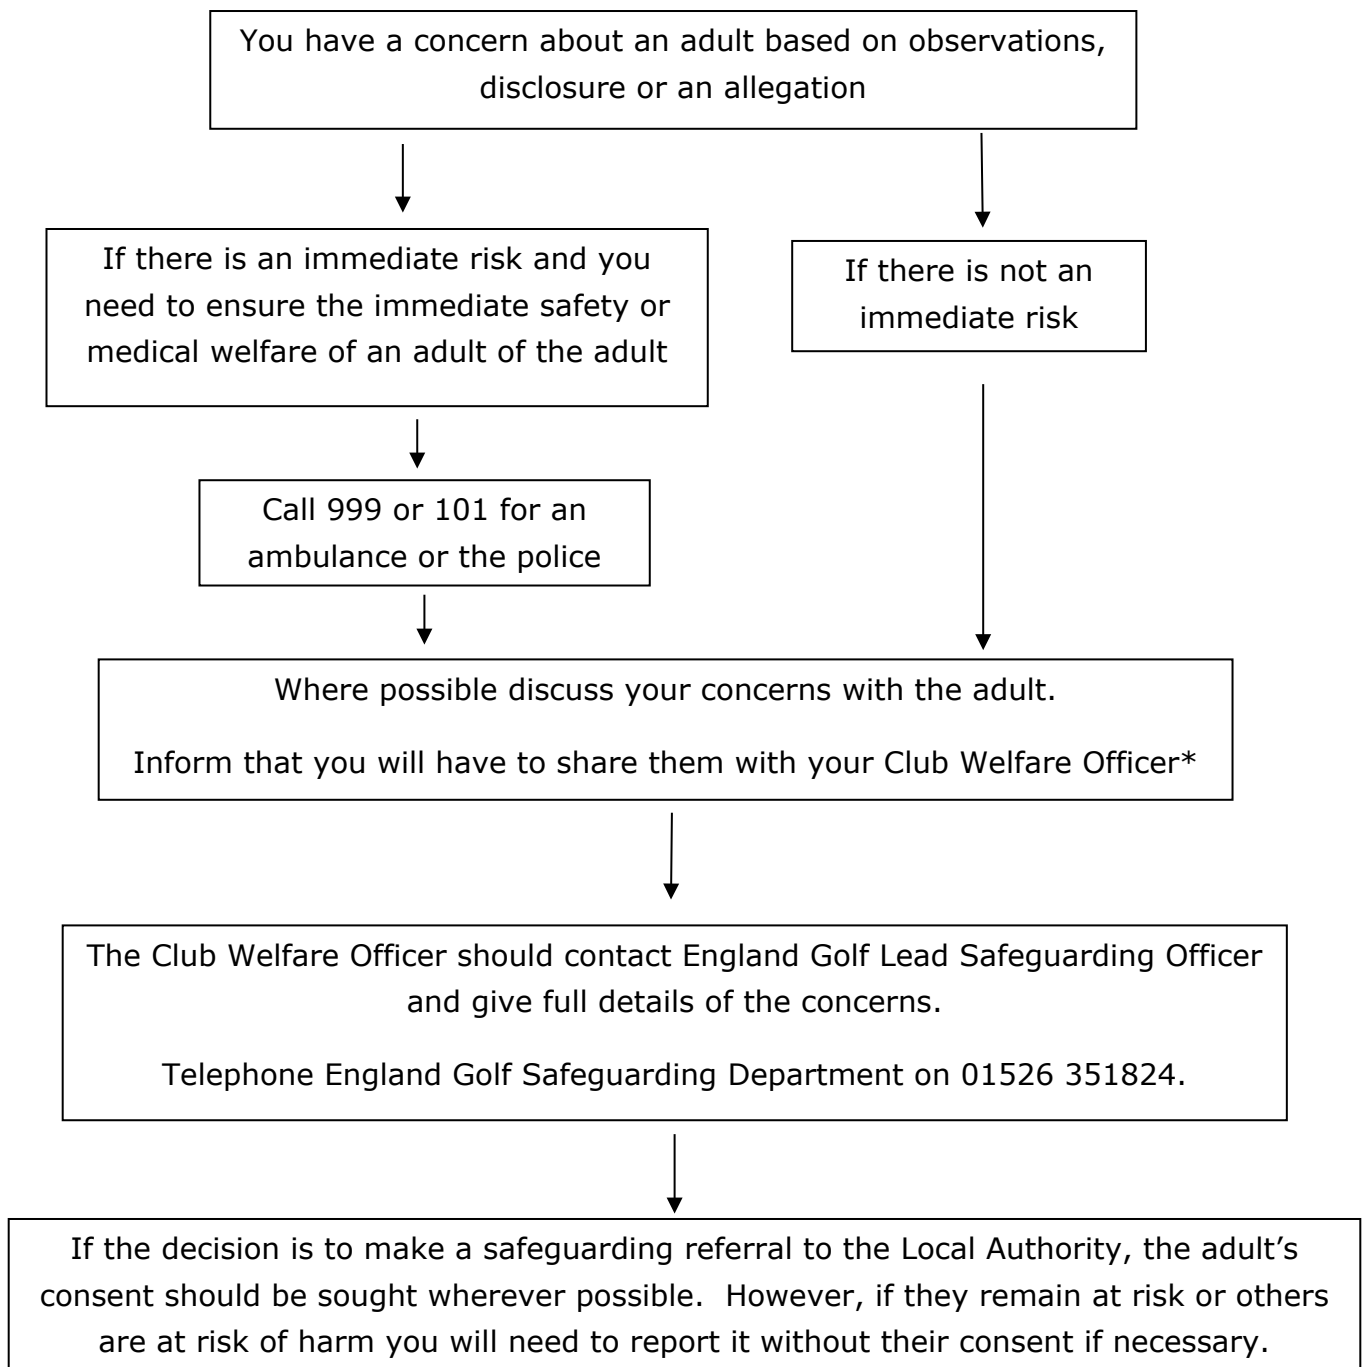 You have a concern about an adult based on observations,
disclosure or an allegation
If there is an immediate risk and you
need to ensure the immediate safety or
medical welfare of an adult of the adult
If there is not an
immediate risk
Call 999 or 101 for an
ambulance or the police
Where possible discuss your concerns with the adult.
Inform that you will have to share them with your Club Welfare Officer*
The Club Welfare Officer should contact England Golf Lead Safeguarding Officer
and give full details of the concerns.
Telephone England Golf Safeguarding Department on 01526 351824.
If the decision is to make a safeguarding referral to the Local Authority, the adult’s
consent should be sought wherever possible.  However, if they remain at risk or others
are at risk of harm you will need to report it without their consent if necessary.